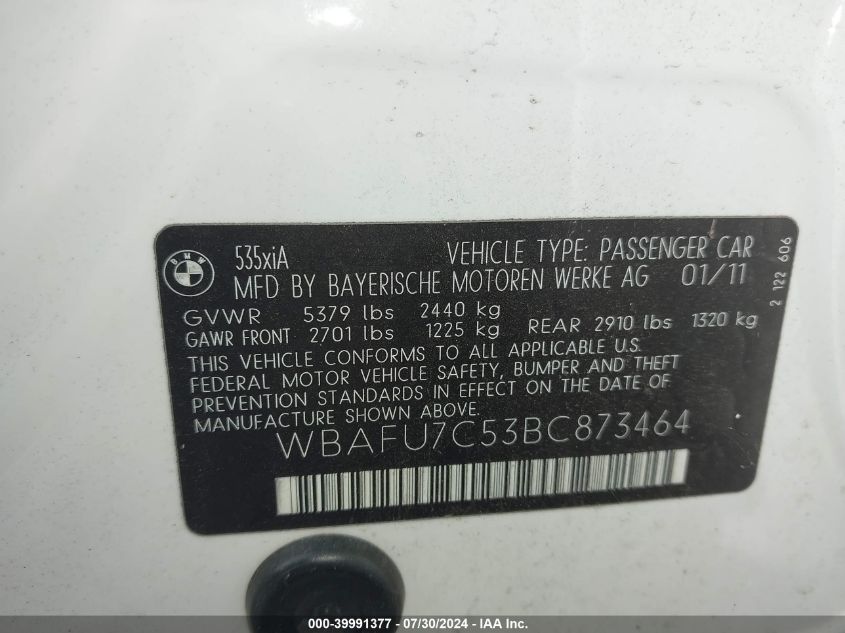 BMW
535xiA VEHICLE TYPE: PASSENGER CAR
MFD BY BAYERISCHE MOTOREN WERKE AG 01/11
2 122 606
GVWR 5379 lbs 2440 kg
GAWR FRONT 2701 lbs 1225 kg REAR 2910 lbs 1320 kg
THIS VEHICLE CONFORMS TO ALL APPLICABLE U.S.
FEDERAL MOTOR VEHICLE SAFETY, BUMPER AND THEFT
PREVENTION STANDARDS IN EFFECT ON THE DATE OF
MANUFACTURE SHOWN ABOVE.
WBAFU7C53BC873464
000-39991377 - 07/30/2024 - IAA Inc.